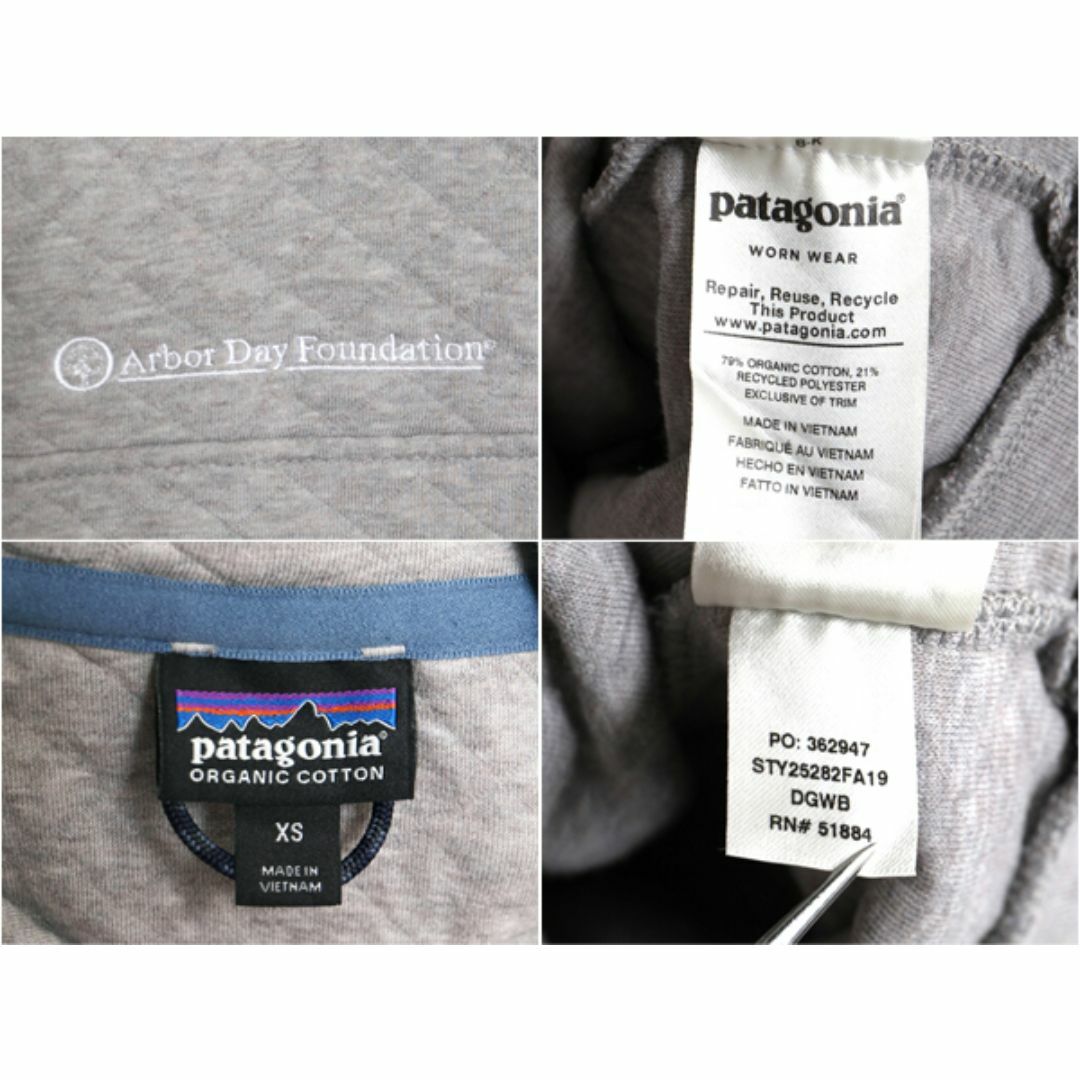 Arbor Day Foundation®
patagonia®
WORN WEAR
Repair, Reuse, Recycle
This Product
www.patagonia.com
79% ORGANIC COTTON, 21%
RECYCLED POLYESTER
EXCLUSIVE OF TRIM
MADE IN VIETNAM
FABRIQUÉ AU VIETNAM
HECHO EN VIETNAM
FATTO IN VIETNAM
patagonia®
ORGANIC COTTON
XS
MADE IN
VIETNAM
PO: 362947
STY25282FA19
DGWB
RN# 51884